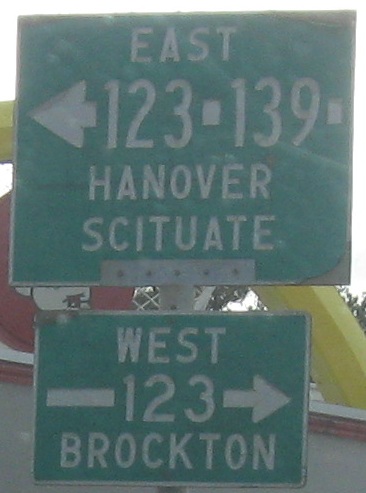 EAST
← 123 · 139 ·
HANOVER
SCITUATE
WEST
— 123 →
BROCKTON